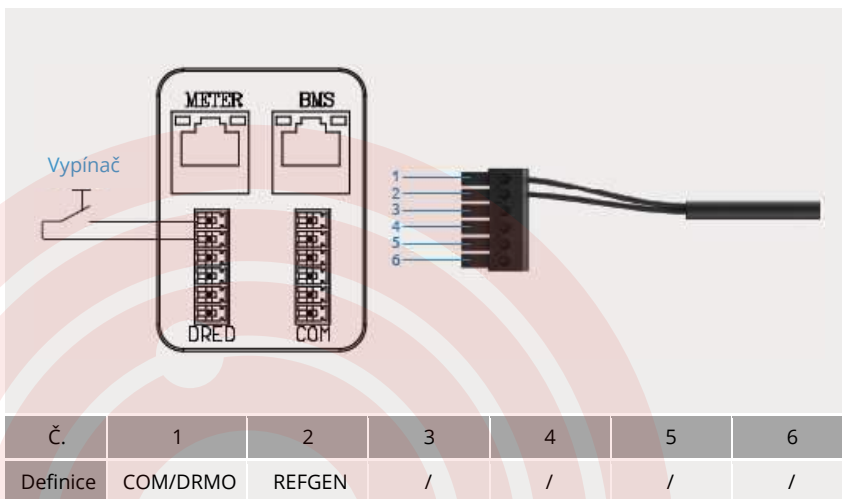 METER BMS
Vypínač
1
2
3
4
5
6
DRED COM
Č. 1 2 3 4 5 6
Definice COM/DRMO REFGEN / / / /